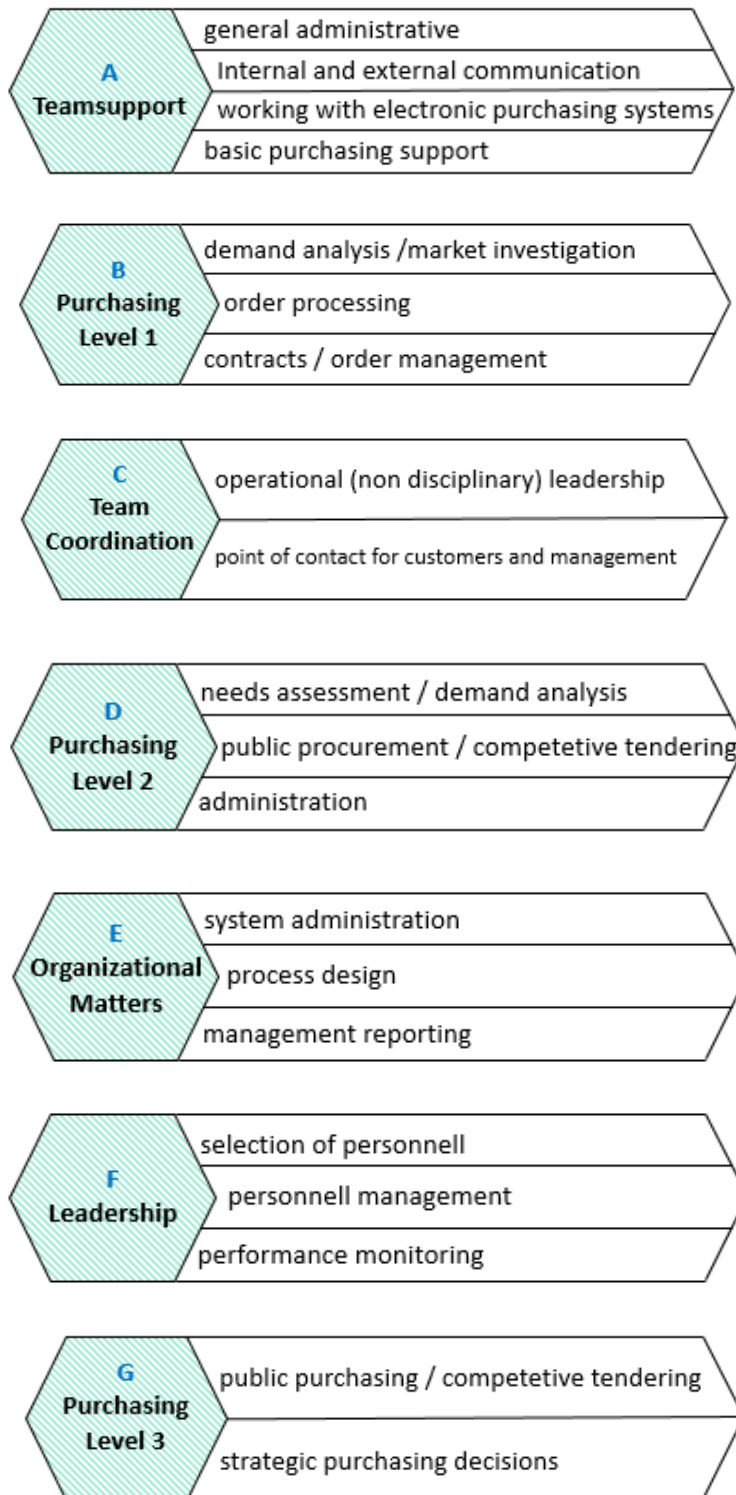 A
Teamsupport
general administrative
Internal and external communication
working with electronic purchasing systems
basic purchasing support
B
Purchasing
Level 1
demand analysis /market investigation
order processing
contracts / order management
C
Team
Coordination
operational (non disciplinary) leadership
point of contact for customers and management
D
Purchasing
Level 2
needs assessment / demand analysis
public procurement / competetive tendering
administration
E
Organizational
Matters
system administration
process design
management reporting
F
Leadership
selection of personnell
personnell management
performance monitoring
G
Purchasing
Level 3
public purchasing / competetive tendering
strategic purchasing decisions